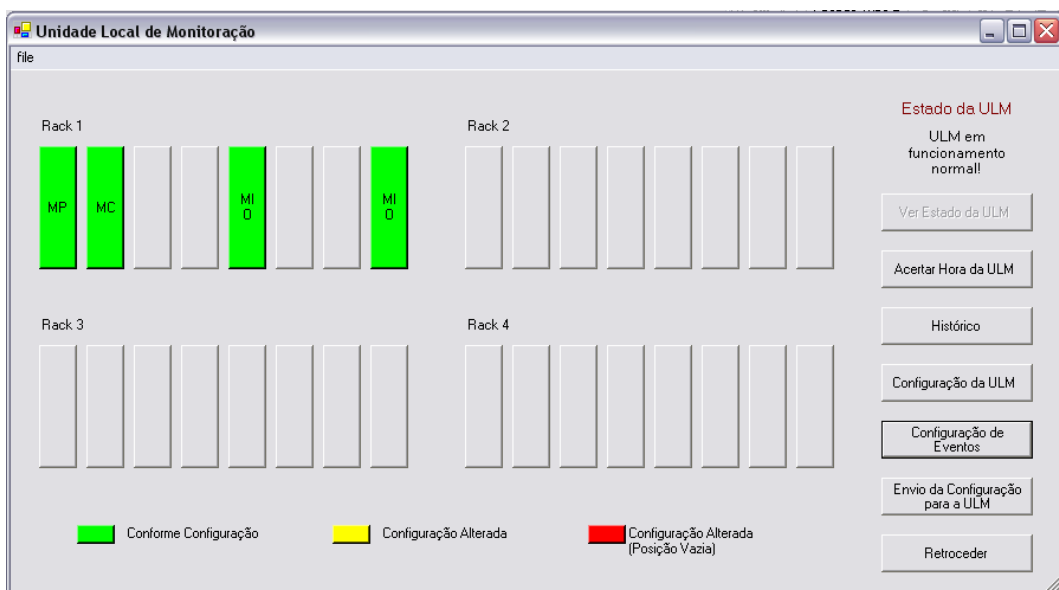 Unidade Local de Monitoração
file
Rack 1
Rack 2
MP
MC
MI
O
MI
O
Rack 3
Rack 4
Conforme Configuração
Configuração Alterada
Configuração Alterada
(Posição Vazia)
Estado da ULM
ULM em
funcionamento
normal!
Ver Estado da ULM
Acertar Hora da ULM
Histórico
Configuração da ULM
Configuração de
Eventos
Envio da Configuração
para a ULM
Retroceder